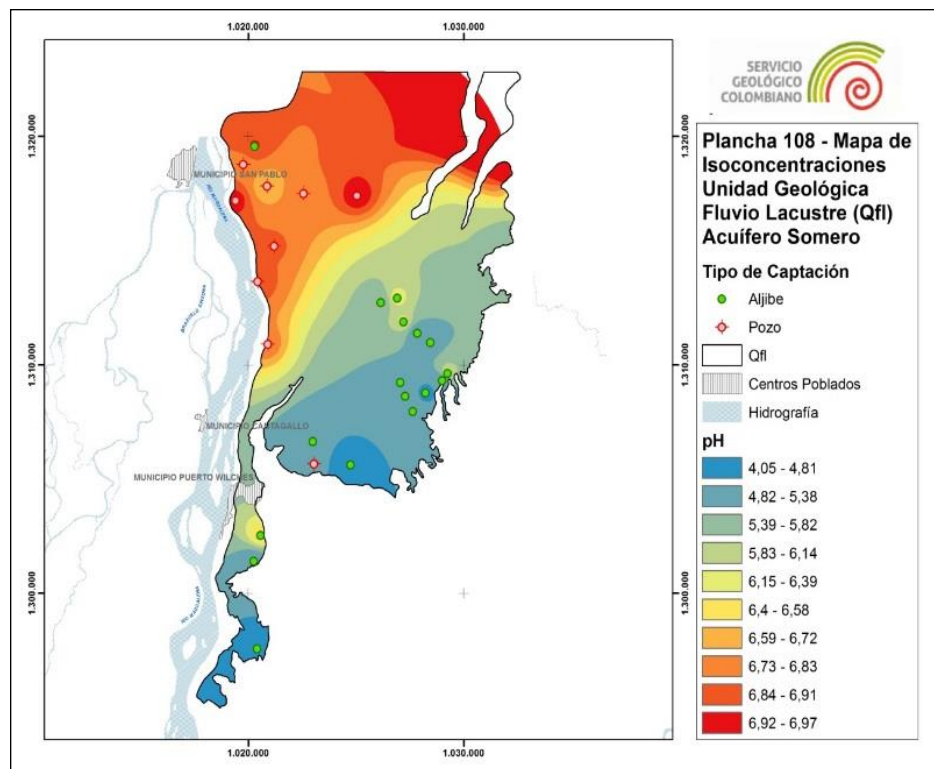 1.020.000
1.030.000
1.320.000
1.320.000
MUNICIPIO SAN PABLO
1.310.000
1.310.000
MUNICIPIO CANTAGALLO
MUNICIPIO PUERTO WILCHES
1.300.000
1.300.000
1.020.000
1.030.000
SERVICIO
GEOLÓGICO
COLOMBIANO
Plancha 108 - Mapa de
Isoconcentraciones
Unidad Geológica
Fluvio Lacustre (Qfl)
Acuífero Somero
Tipo de Captación
Aljibe
Pozo
Qfl
Centros Poblados
Hidrografía
pH
4,05 - 4,81
4,82 - 5,38
5,39 - 5,82
5,83 - 6,14
6,15 - 6,39
6,4 - 6,58
6,59 - 6,72
6,73 - 6,83
6,84 - 6,91
6,92 - 6,97